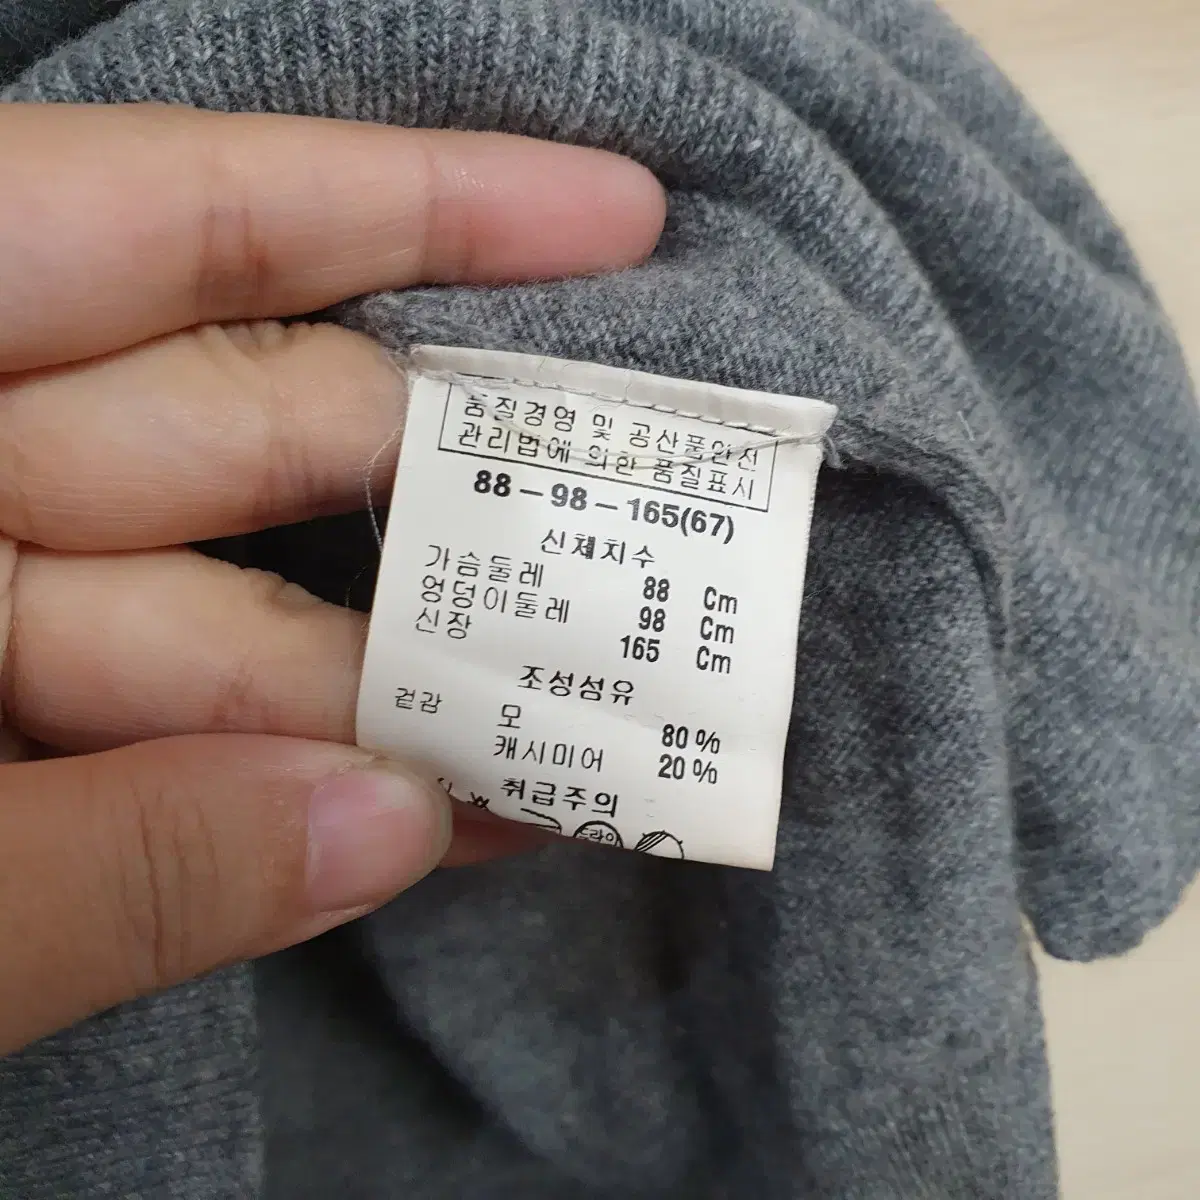 품질경영 및 공산품안전
관리법에 의한 품질표시
88-98-165(67)
신체치수
가슴둘레 88 Cm
엉덩이둘레 98 Cm
신장 165 Cm
조성섬유
겉감 모 80%
캐시미어 20%
취급주의
드라이